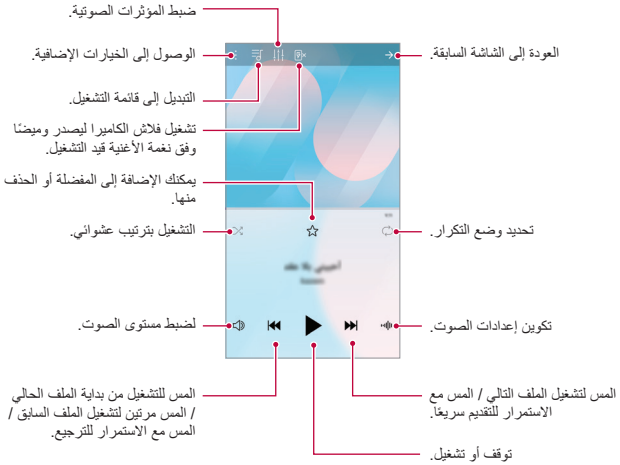 ضبط المؤثرات الصوتية.
الوصول إلى الخيارات الإضافية.
العودة إلى الشاشة السابقة.
التبديل إلى قائمة التشغيل.
تشغيل فلاش الكاميرا ليصدر وميضًا
وفق نغمة الأغنية قيد التشغيل.
يمكنك الإضافة إلى المفضلة أو الحذف
منها.
تحديد وضع التكرار.
التشغيل بترتيب عشوائي.
تكوين إعدادات الصوت.
لضبط مستوى الصوت.
المس لتشغيل الملف التالي / المس مع
الاستمرار للتقديم سريعًا.
المس للتشغيل من بداية الملف الحالي
/ المس مرتين لتشغيل الملف السابق /
المس مع الاستمرار للترجيع.
توقف أو تشغيل.